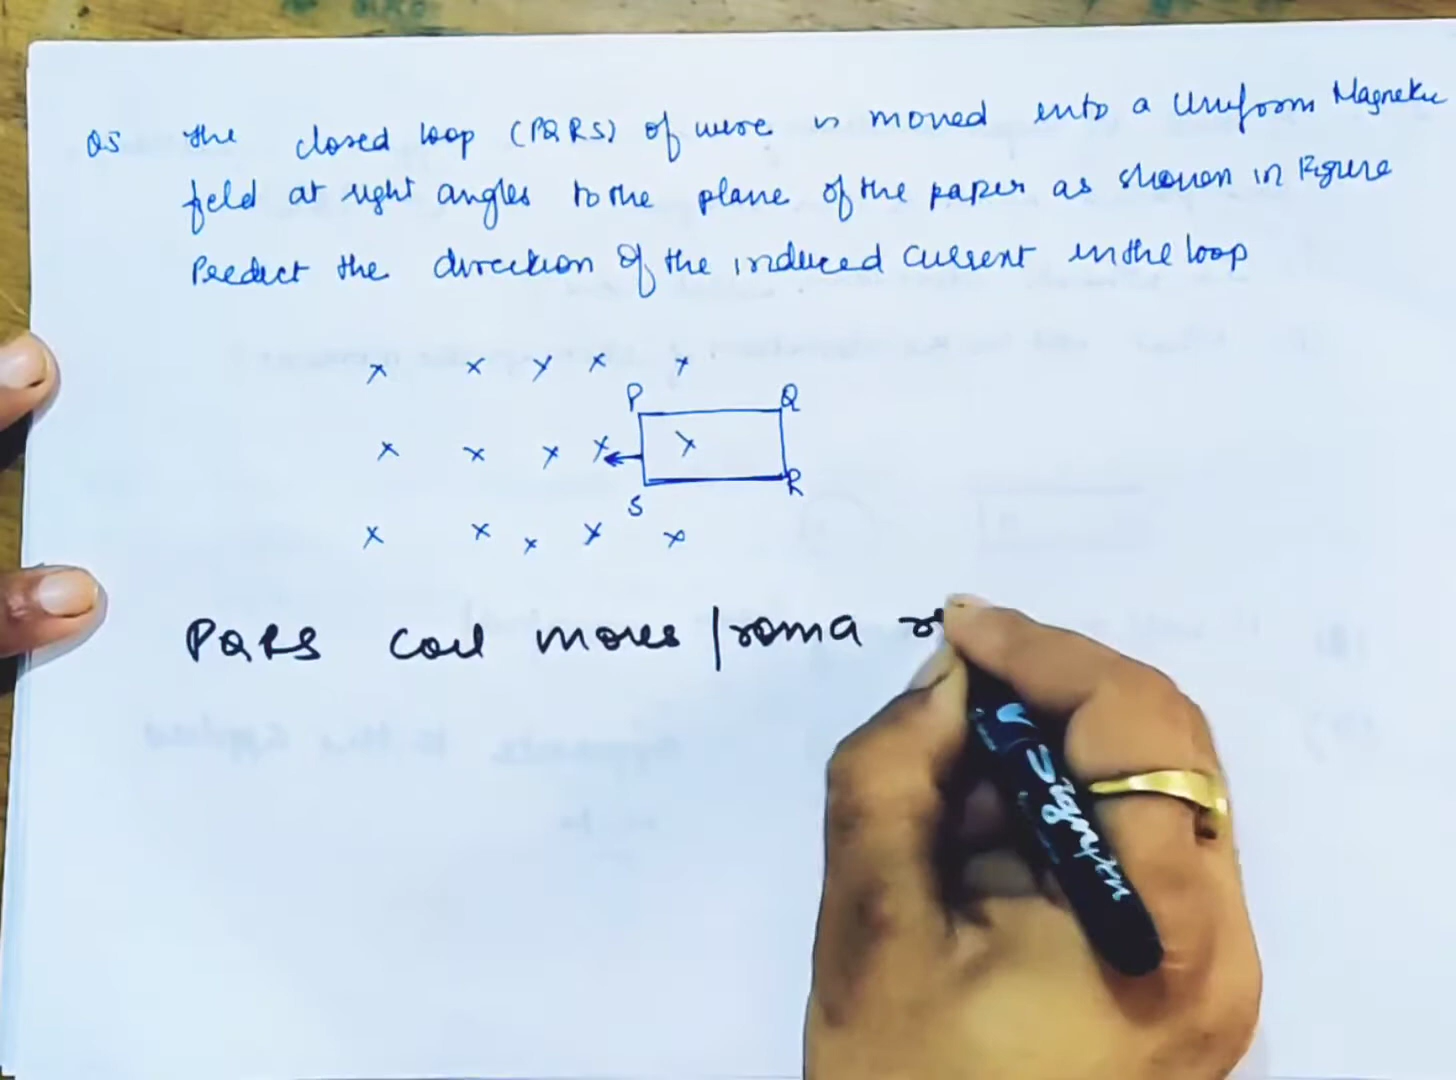 Q5 The closed loop (PQRS) of wire is moved into a Uniform Magnetic
field at right angles to the plane of the paper as shown in Figure
Predict the direction of the induced current in the loop
x x x x x
P Q
x x x x x
S R
x x x x x
PQRS coil moves /